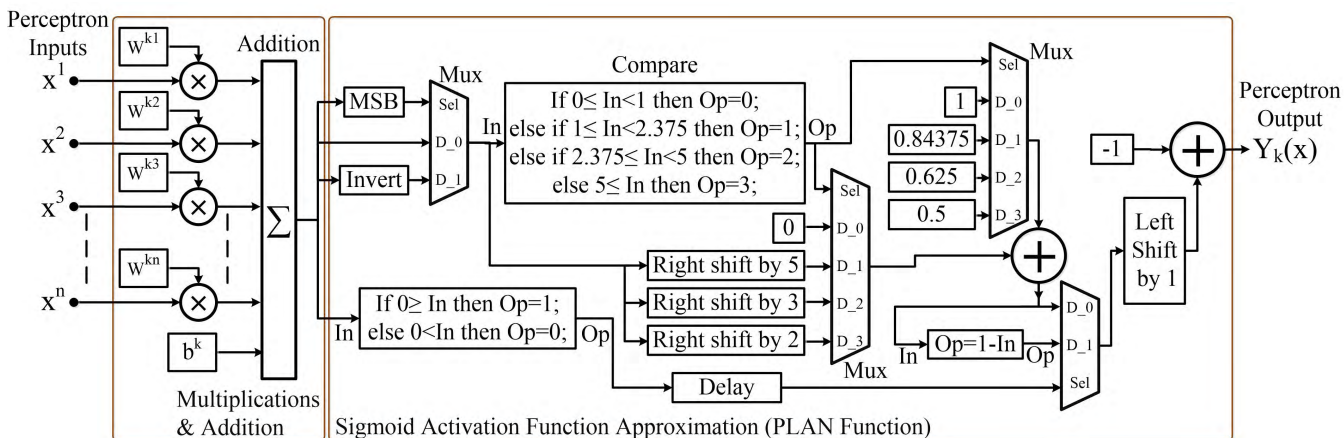 Perceptron
Inputs
x^1
x^2
x^3
x^n
W^k1
W^k2
W^k3
W^kn
b^k
×
×
×
×
Addition
Σ
Multiplications
& Addition
MSB
Invert
Mux
Sel
D_0
D_1
Compare
In
If 0≤ In<1 then Op=0;
else if 1≤ In<2.375 then Op=1;
else if 2.375≤ In<5 then Op=2;
else 5≤ In then Op=3;
Op
In
If 0≥ In then Op=1;
else 0<In then Op=0;
Op
0
Right shift by 5
Right shift by 3
Right shift by 2
Sel
D_0
D_1
D_2
D_3
Mux
Delay
1
0.84375
0.625
0.5
Mux
Sel
D_0
D_1
D_2
D_3
+
In
Op=1-In
Op
D_0
D_1
Sel
Left
Shift
by 1
-1
+
Perceptron
Output
Y_k(x)
Sigmoid Activation Function Approximation (PLAN Function)